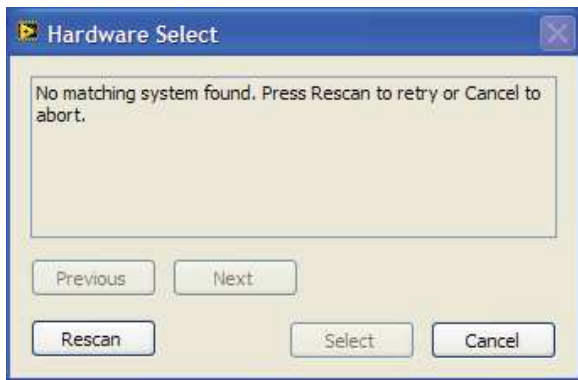 Hardware Select
No matching system found. Press Rescan to retry or Cancel to
abort.
Previous Next
Rescan Select Cancel